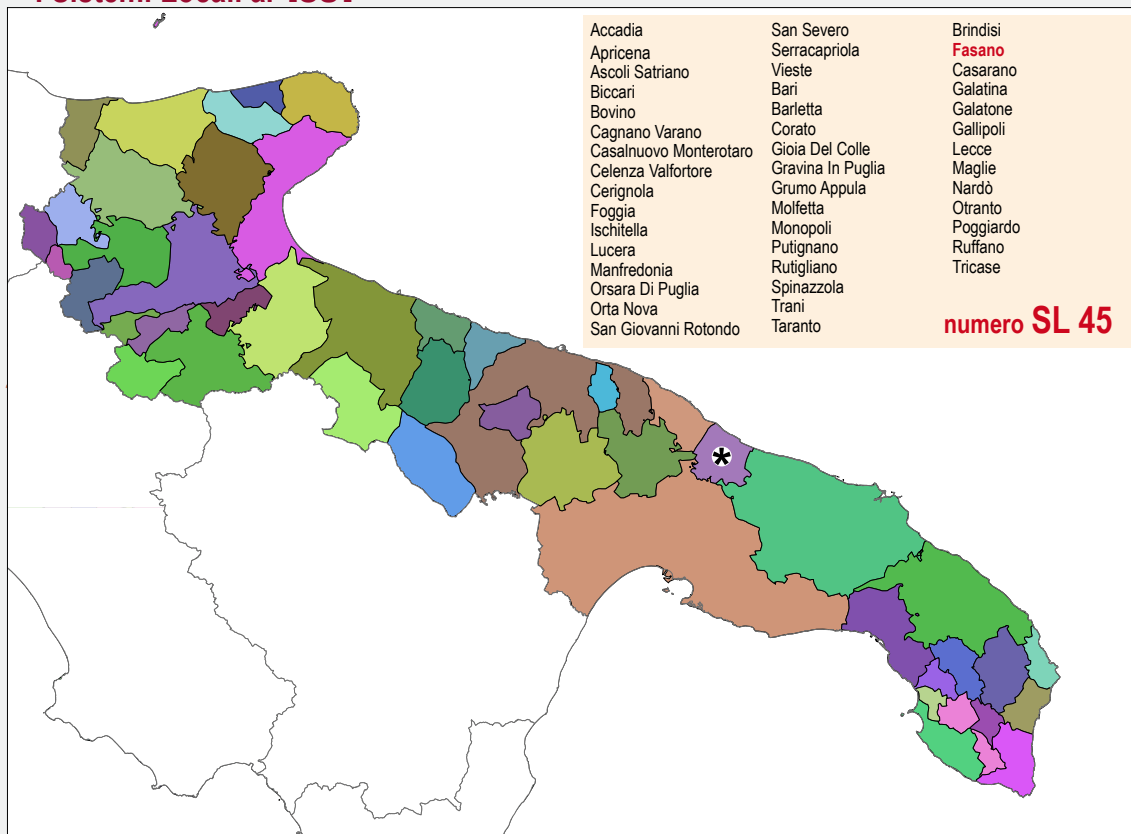 Accadia
Apricena
Ascoli Satriano
Biccari
Bovino
Cagnano Varano
Casalnuovo Monterotaro
Celenza Valfortore
Cerignola
Foggia
Ischitella
Lucera
Manfredonia
Orsara Di Puglia
Orta Nova
San Giovanni Rotondo
San Severo
Serracapriola
Vieste
Bari
Barletta
Corato
Gioia Del Colle
Gravina In Puglia
Grumo Appula
Molfetta
Monopoli
Putignano
Rutigliano
Spinazzola
Trani
Taranto
Brindisi
Fasano
Casarano
Galatina
Galatone
Gallipoli
Lecce
Maglie
Nardò
Otranto
Poggiardo
Ruffano
Tricase
numero SL 45
*